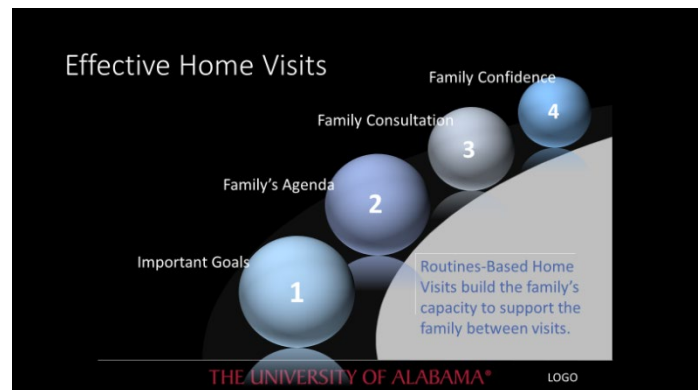 Effective Home Visits
Family Confidence
4
Family Consultation
3
Family's Agenda
2
Important Goals
1
Routines-Based Home
Visits build the family's
capacity to support the
family between visits.
THE UNIVERSITY OF ALABAMA®
LOGO